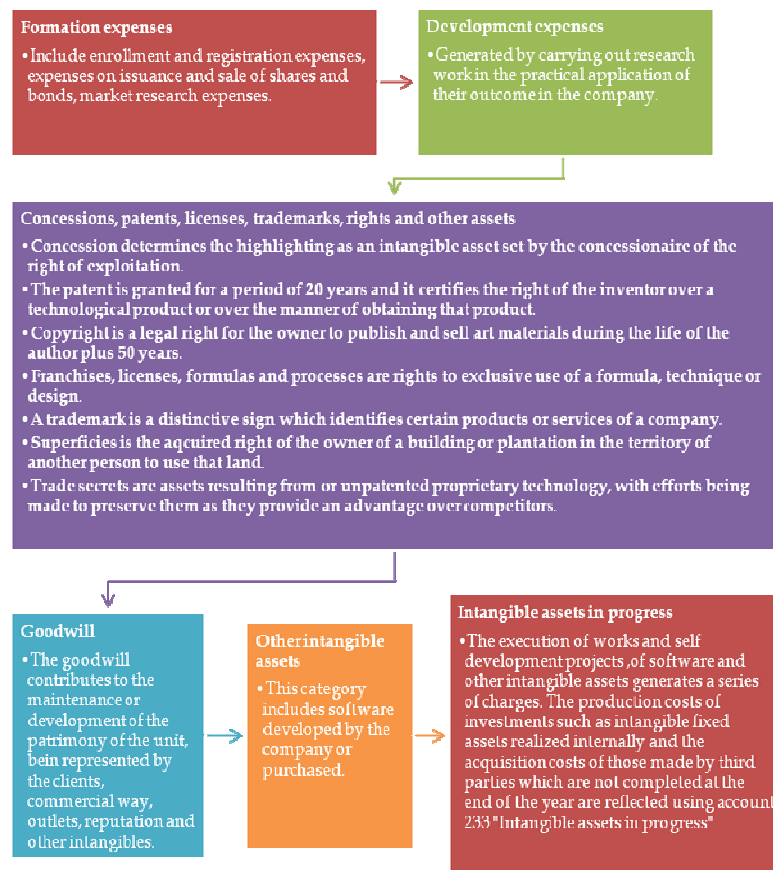 Formation expenses
•Include enrollment and registration expenses,
expenses on issuance and sale of shares and
bonds, market research expenses.
Development expenses
•Generated by carrying out research
work in the practical application of
their outcome in the company.
Concessions, patents, licenses, trademarks, rights and other assets
•Concession determines the highlighting as an intangible asset set by the concessionaire of the
right of exploitation.
•The patent is granted for a period of 20 years and it certifies the right of the inventor over a
technological product or over the manner of obtaining that product.
•Copyright is a legal right for the owner to publish and sell art materials during the life of the
author plus 50 years.
•Franchises, licenses, formulas and processes are rights to exclusive use of a formula, technique or
design.
•A trademark is a distinctive sign which identifies certain products or services of a company.
•Superficies is the aqcuired right of the owner of a building or plantation in the territory of
another person to use that land.
•Trade secrets are assets resulting from or unpatented proprietary technology, with efforts being
made to preserve them as they provide an advantage over competitors.
Goodwill
•The goodwill
contributes to the
maintenance or
development of the
patrimony of the unit,
bein represented by
the clients,
commercial way,
outlets, reputation and
other intangibles.
Other intangible
assets
•This category
includes software
developed by the
company or
purchased.
Intangible assets in progress
•The execution of works and self
development projects ,of software and
other intangible assets generates a series
of charges. The production costs of
investments such as intangible fixed
assets realized internally and the
acquisition costs of those made by third
parties which are not completed at the
end of the year are reflected using account
233 "Intangible assets in progress"